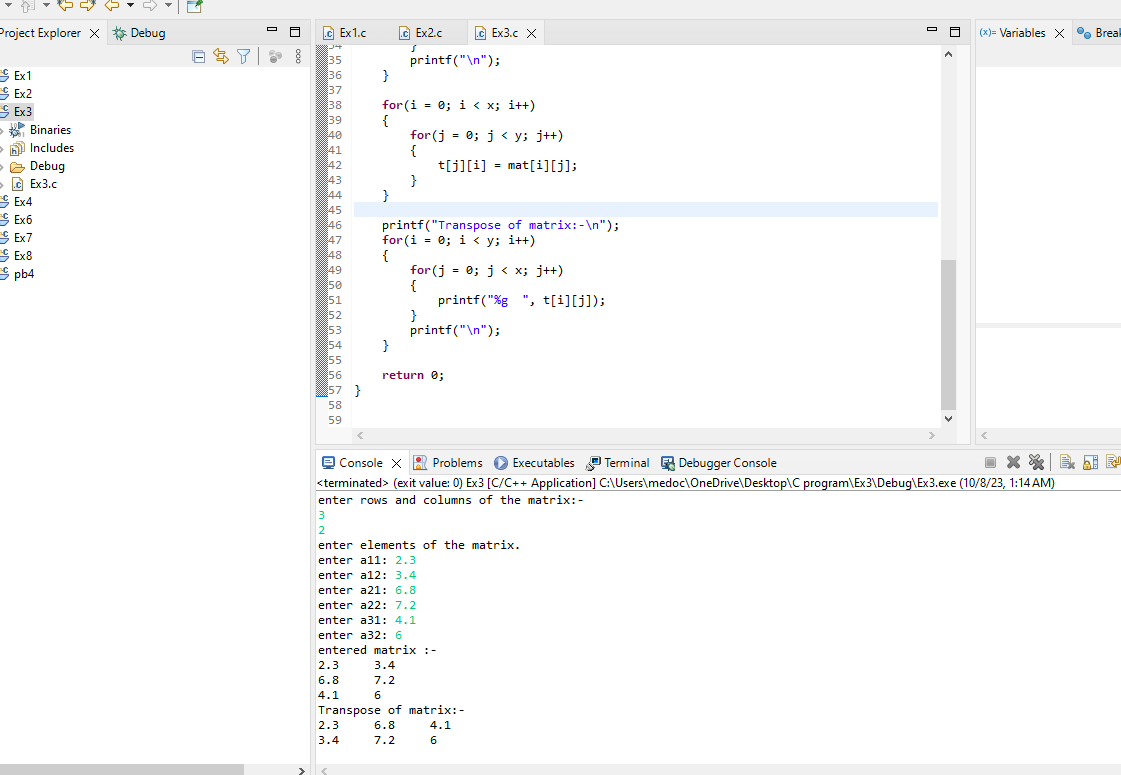 Project Explorer
Debug
Ex1
Ex2
Ex3
Binaries
Includes
Debug
Ex3.c
Ex4
Ex6
Ex7
Ex8
pb4
Ex1.c
Ex2.c
Ex3.c
34 }
35 printf("\n");
36 }
37
38 for(i = 0; i < x; i++)
39 {
40 for(j = 0; j < y; j++)
41 {
42 t[j][i] = mat[i][j];
43 }
44 }
45
46 printf("Transpose of matrix:-\n");
47 for(i = 0; i < y; i++)
48 {
49 for(j = 0; j < x; j++)
50 {
51 printf("%g  ", t[i][j]);
52 }
53 printf("\n");
54 }
55
56 return 0;
57 }
58
59
(x)= Variables
Break
Console
Problems
Executables
Terminal
Debugger Console
<terminated> (exit value: 0) Ex3 [C/C++ Application] C:\Users\medoc\OneDrive\Desktop\C program\Ex3\Debug\Ex3.exe (10/8/23, 1:14 AM)
enter rows and columns of the matrix:-
3
2
enter elements of the matrix.
enter a11: 2.3
enter a12: 3.4
enter a21: 6.8
enter a22: 7.2
enter a31: 4.1
enter a32: 6
entered matrix :-
2.3 3.4
6.8 7.2
4.1 6
Transpose of matrix:-
2.3 6.8 4.1
3.4 7.2 6